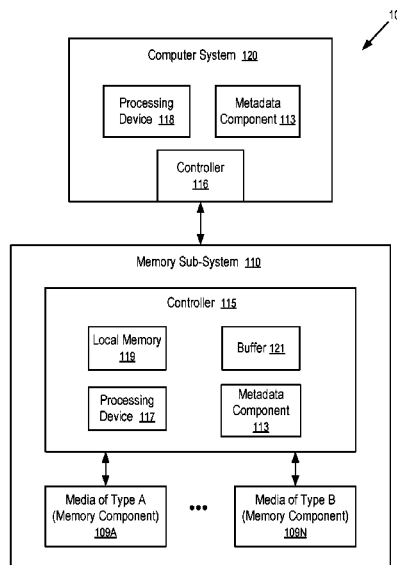 10
Computer System 120
Processing
Device 118
Metadata
Component 113
Controller
116
Memory Sub-System 110
Controller 115
Local Memory
119
Buffer 121
Processing
Device 117
Metadata
Component
113
Media of Type A
(Memory Component)
109A
•••
Media of Type B
(Memory Component)
109N